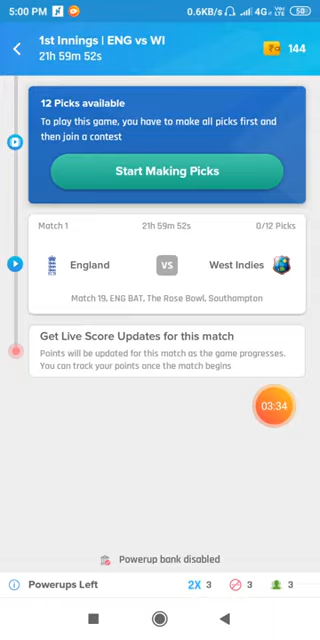 5:00 PM 0.6KB/s 4G VoLTE 50
1st Innings | ENG vs WI
21h 59m 52s
144
12 Picks available
To play this game, you have to make all picks first and
then join a contest
Start Making Picks
Match 1 21h 59m 52s 0/12 Picks
England VS West Indies
Match 19, ENG BAT, The Rose Bowl, Southampton
Get Live Score Updates for this match
Points will be updated for this match as the game progresses.
You can track your points once the match begins
03:34
Powerup bank disabled
Powerups Left 2X 3 3 3